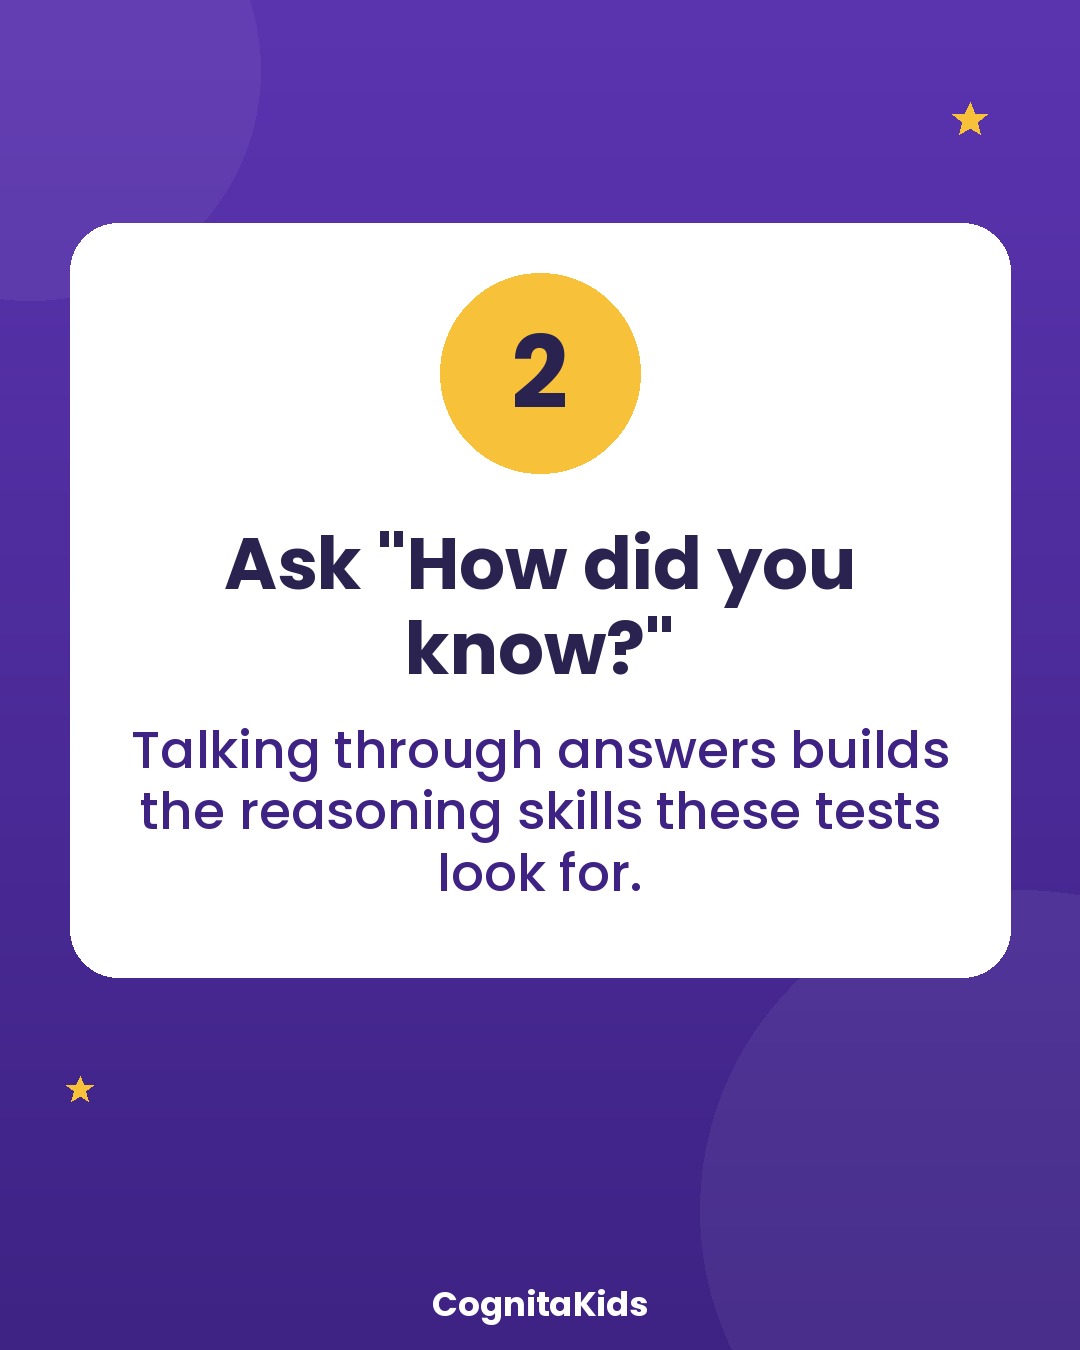 2
Ask "How did you
know?"
Talking through answers builds
the reasoning skills these tests
look for.
CognitaKids